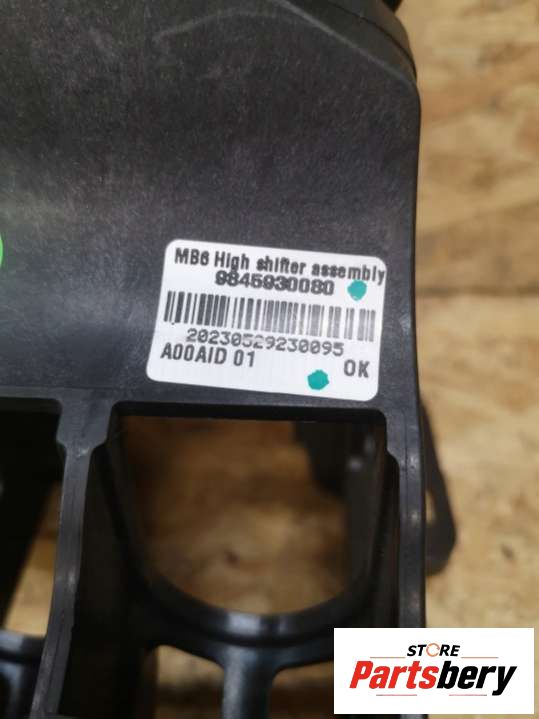 MB6 High shifter assembly
9845930080
20230529230095
A00AID 01 OK
STORE
Partsbery